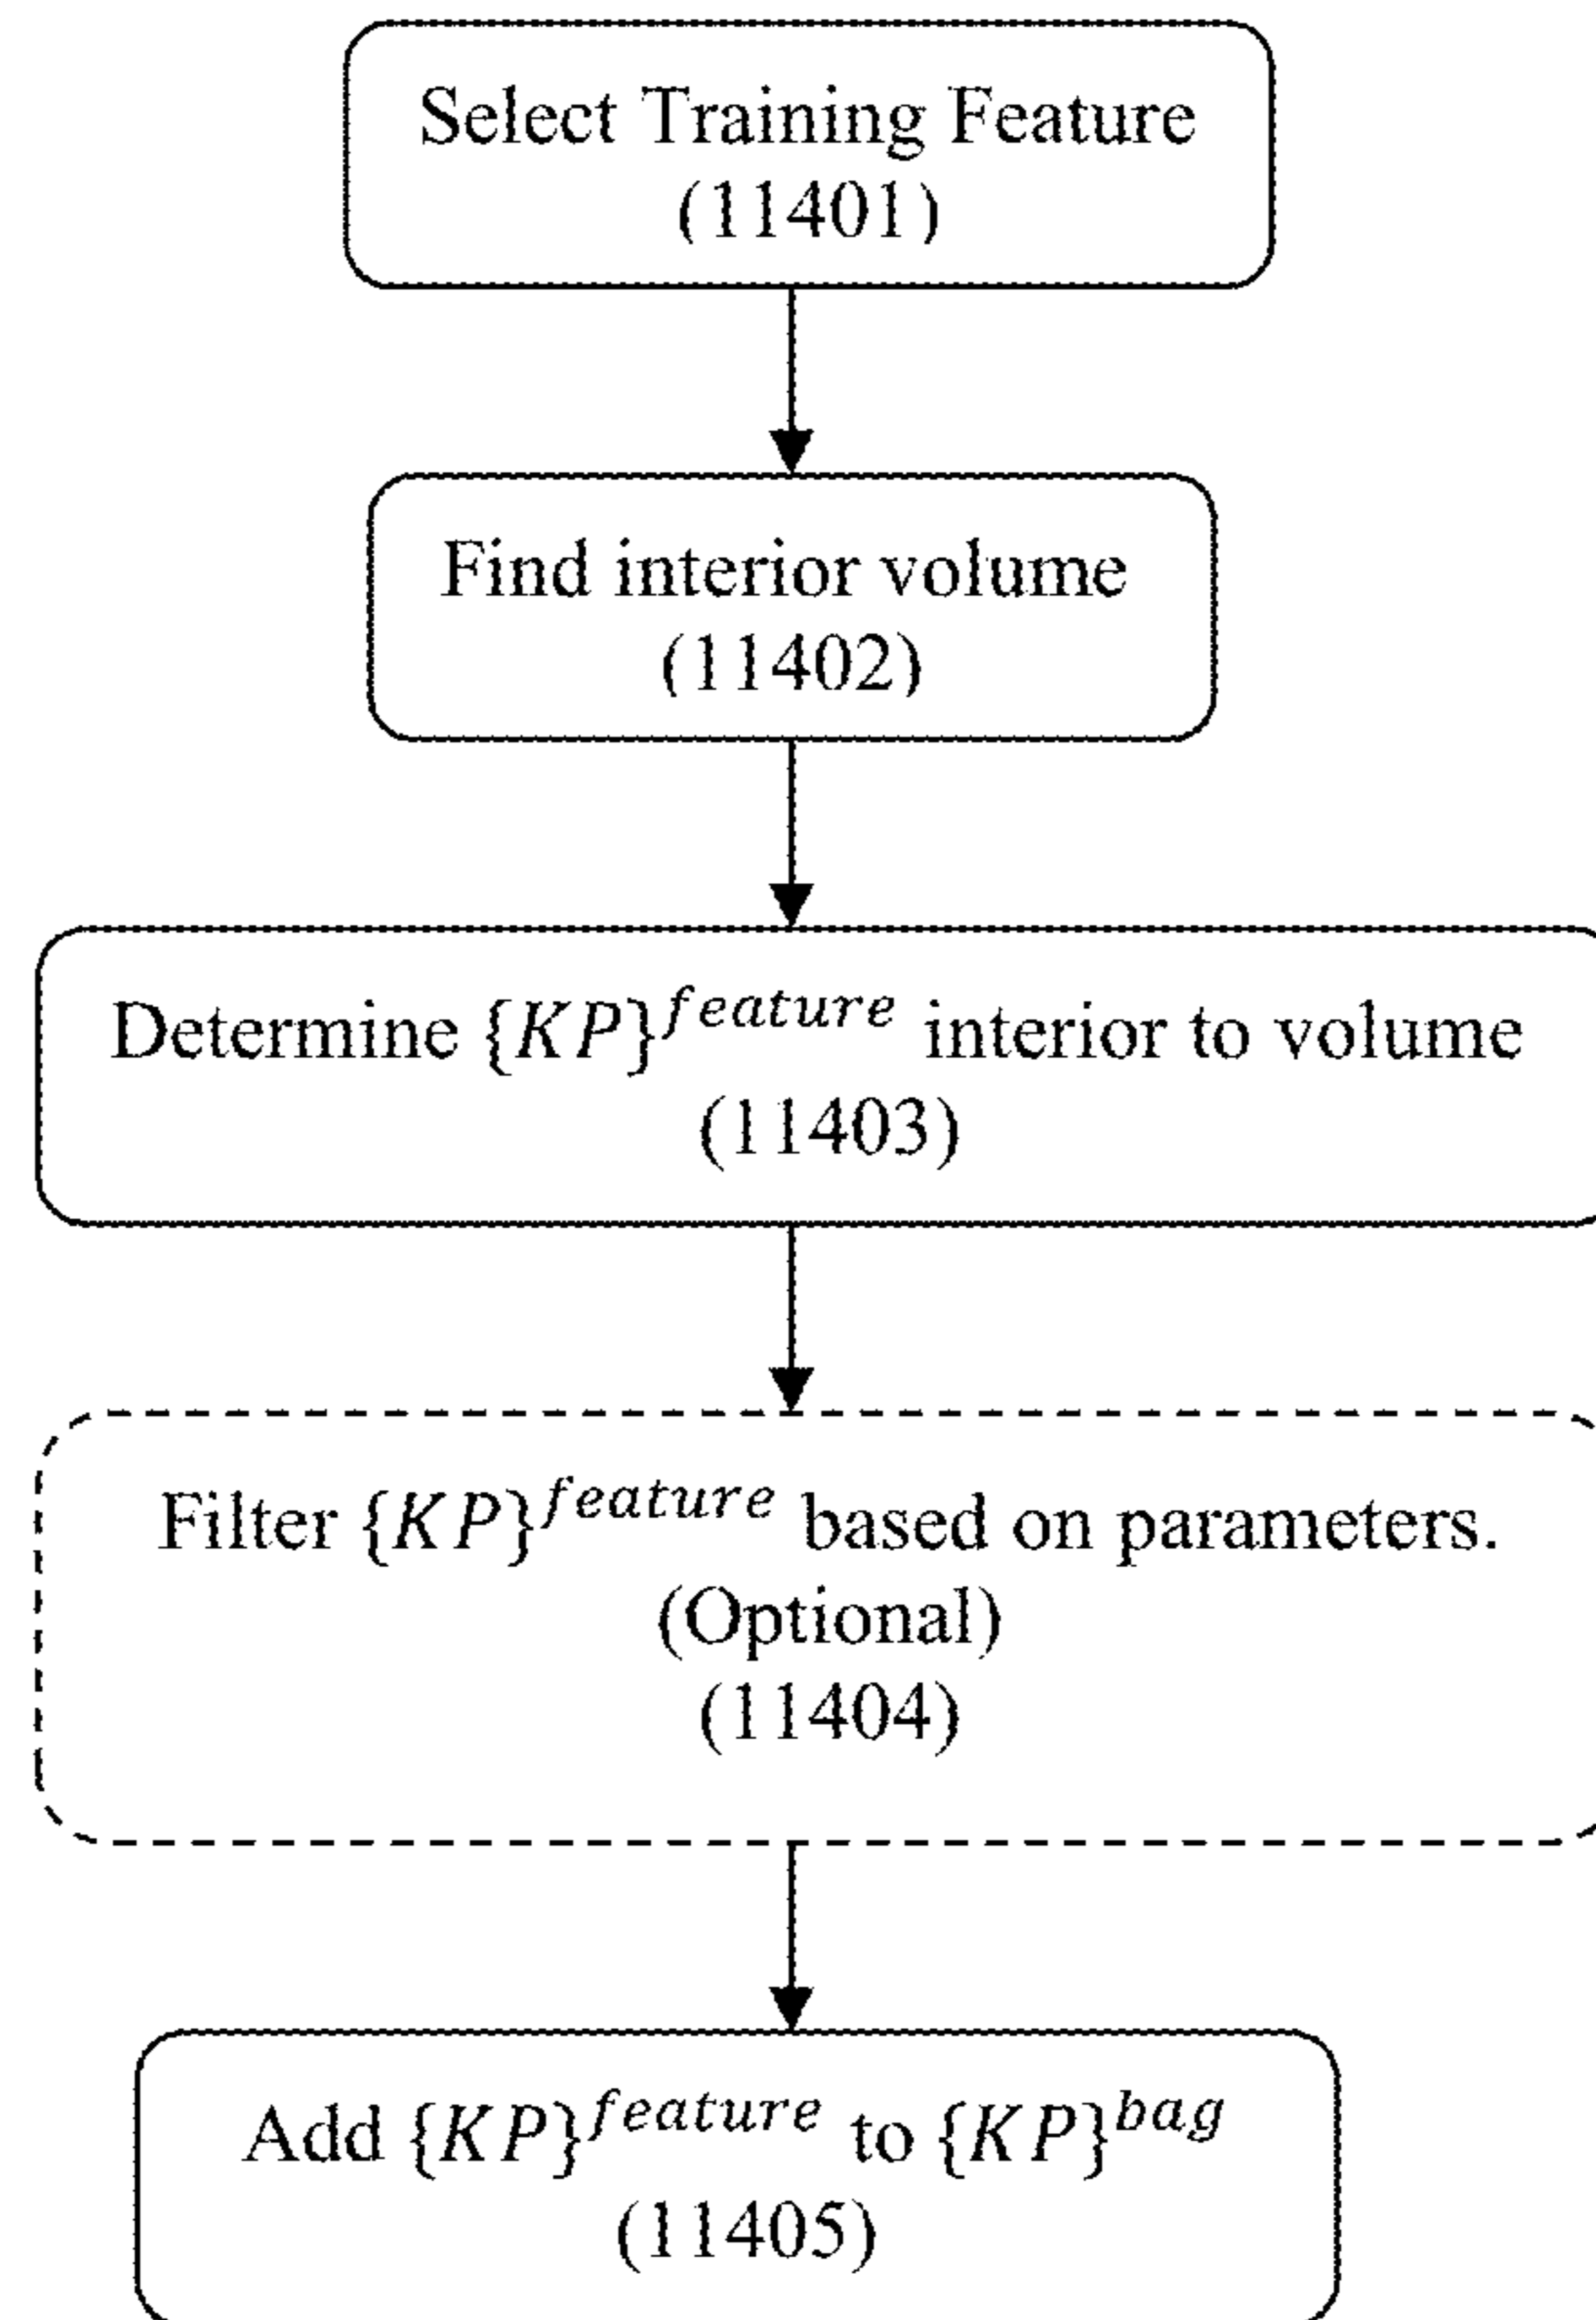 Select Training Feature
(11401)
Find interior volume
(11402)
Determine {KP}^feature interior to volume
(11403)
Filter {KP}^feature based on parameters.
(Optional)
(11404)
Add {KP}^feature to {KP}^bag
(11405)